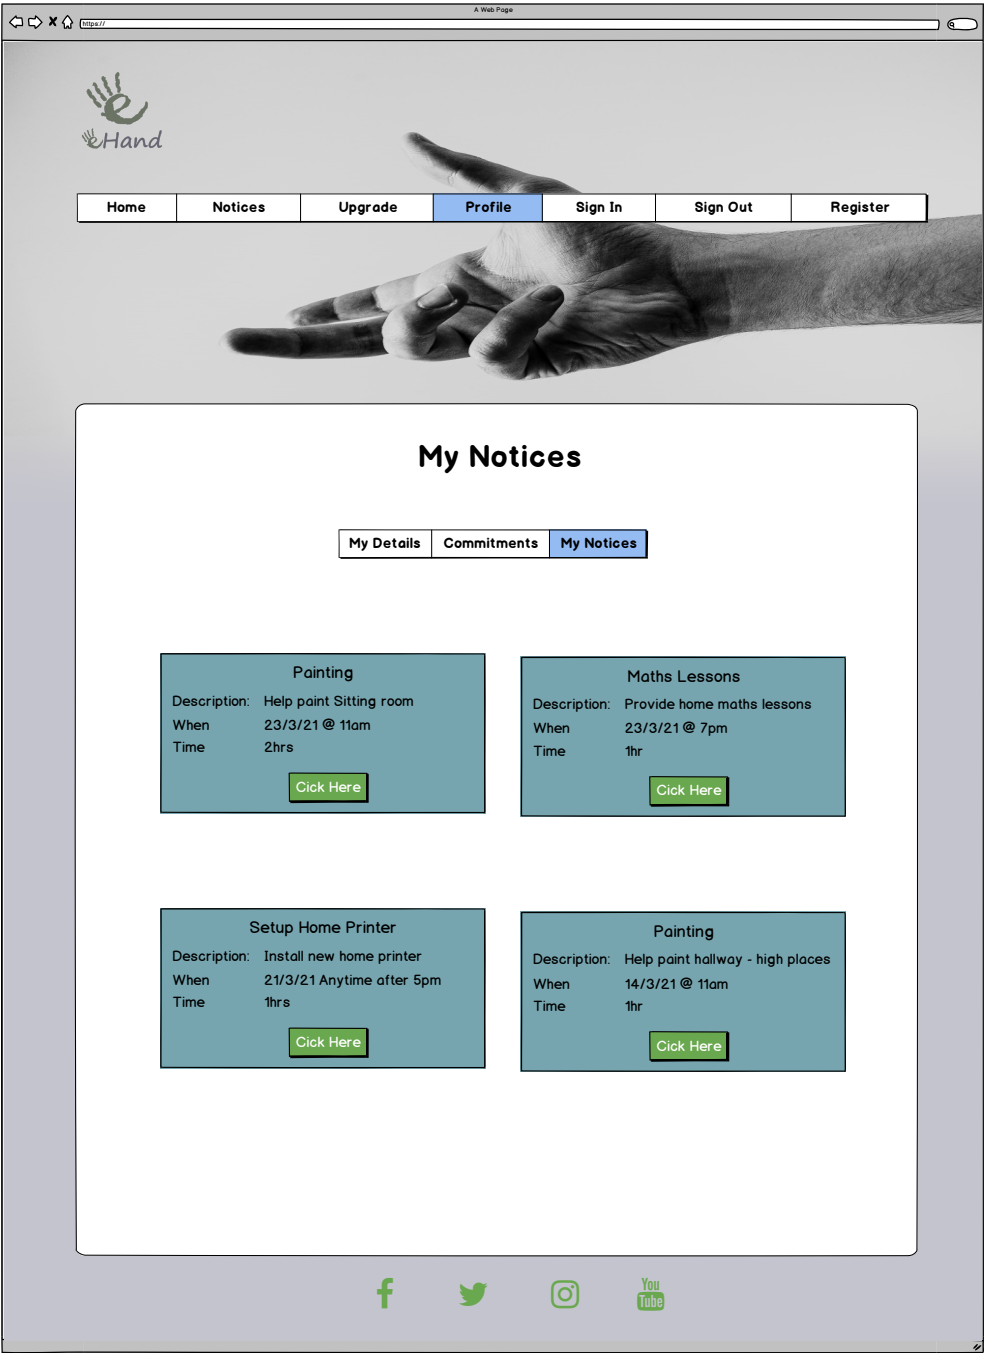 A Web Page
https://
e
eHand
Home Notices Upgrade Profile Sign In Sign Out Register
My Notices
My Details Commitments My Notices
Painting
Description: Help paint Sitting room
When 23/3/21 @ 11am
Time 2hrs
Cick Here
Maths Lessons
Description: Provide home maths lessons
When 23/3/21 @ 7pm
Time 1hr
Cick Here
Setup Home Printer
Description: Install new home printer
When 21/3/21 Anytime after 5pm
Time 1hrs
Cick Here
Painting
Description: Help paint hallway - high places
When 14/3/21 @ 11am
Time 1hr
Cick Here
You
Tube